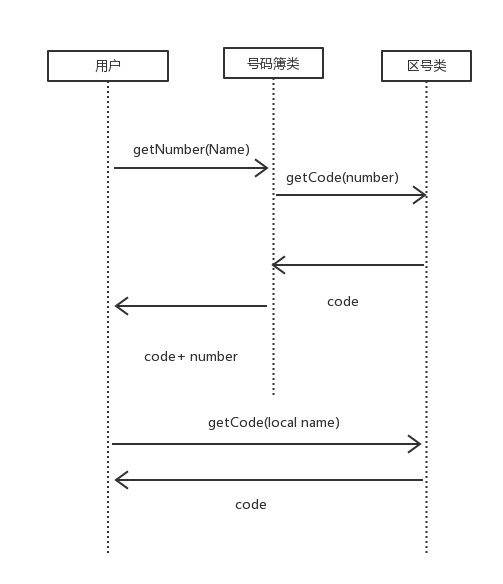 用户
号码簿类
区号类
getNumber(Name)
getCode(number)
code
code+ number
getCode(local name)
code